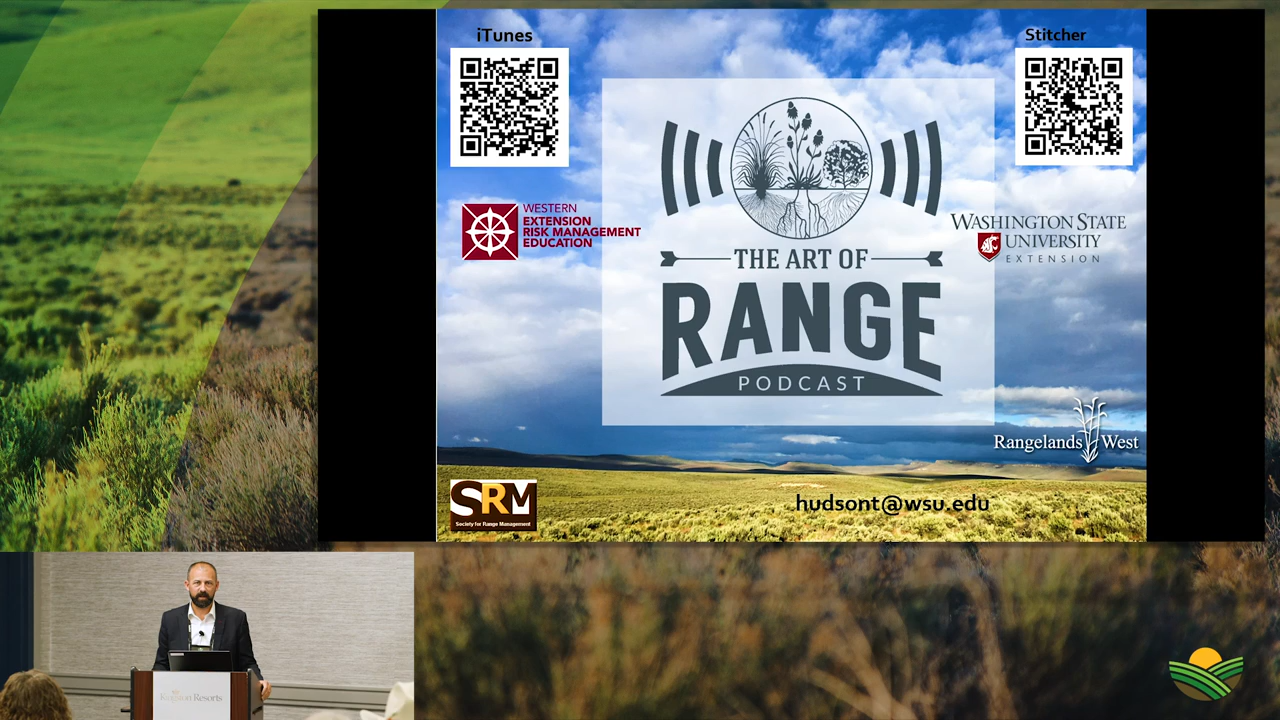 iTunes
Stitcher
WESTERN
EXTENSION
RISK MANAGEMENT
EDUCATION
WASHINGTON STATE
UNIVERSITY
EXTENSION
THE ART OF
RANGE
PODCAST
Rangelands West
SRM
Society for Range Management
hudsont@wsu.edu
Resorts